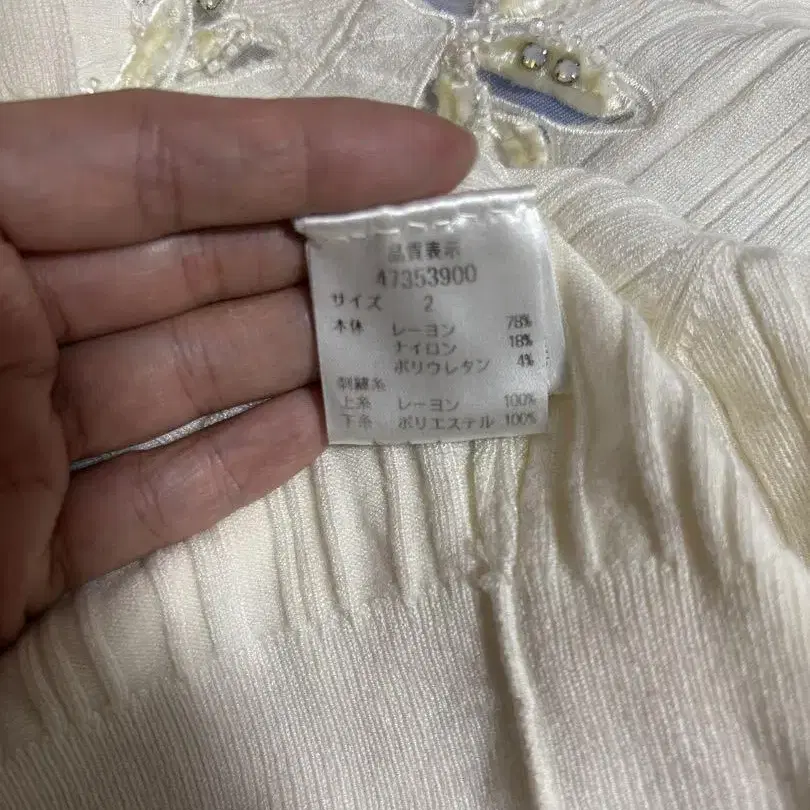 品質表示
47353900
サイズ 2
本体 レーヨン 78%
ナイロン 18%
ポリウレタン 4%
刺繍糸
上糸 レーヨン 100%
下糸 ポリエステル 100%